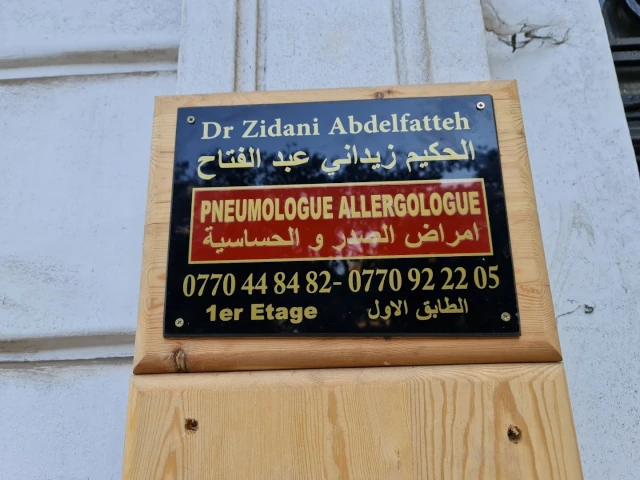 Dr Zidani Abdelfatteh
الحكيم زيداني عبد الفتاح
PNEUMOLOGUE ALLERGOLOGUE
امراض الصدر و الحساسية
0770 44 84 82- 0770 92 22 05
1er Etage الطابق الاول